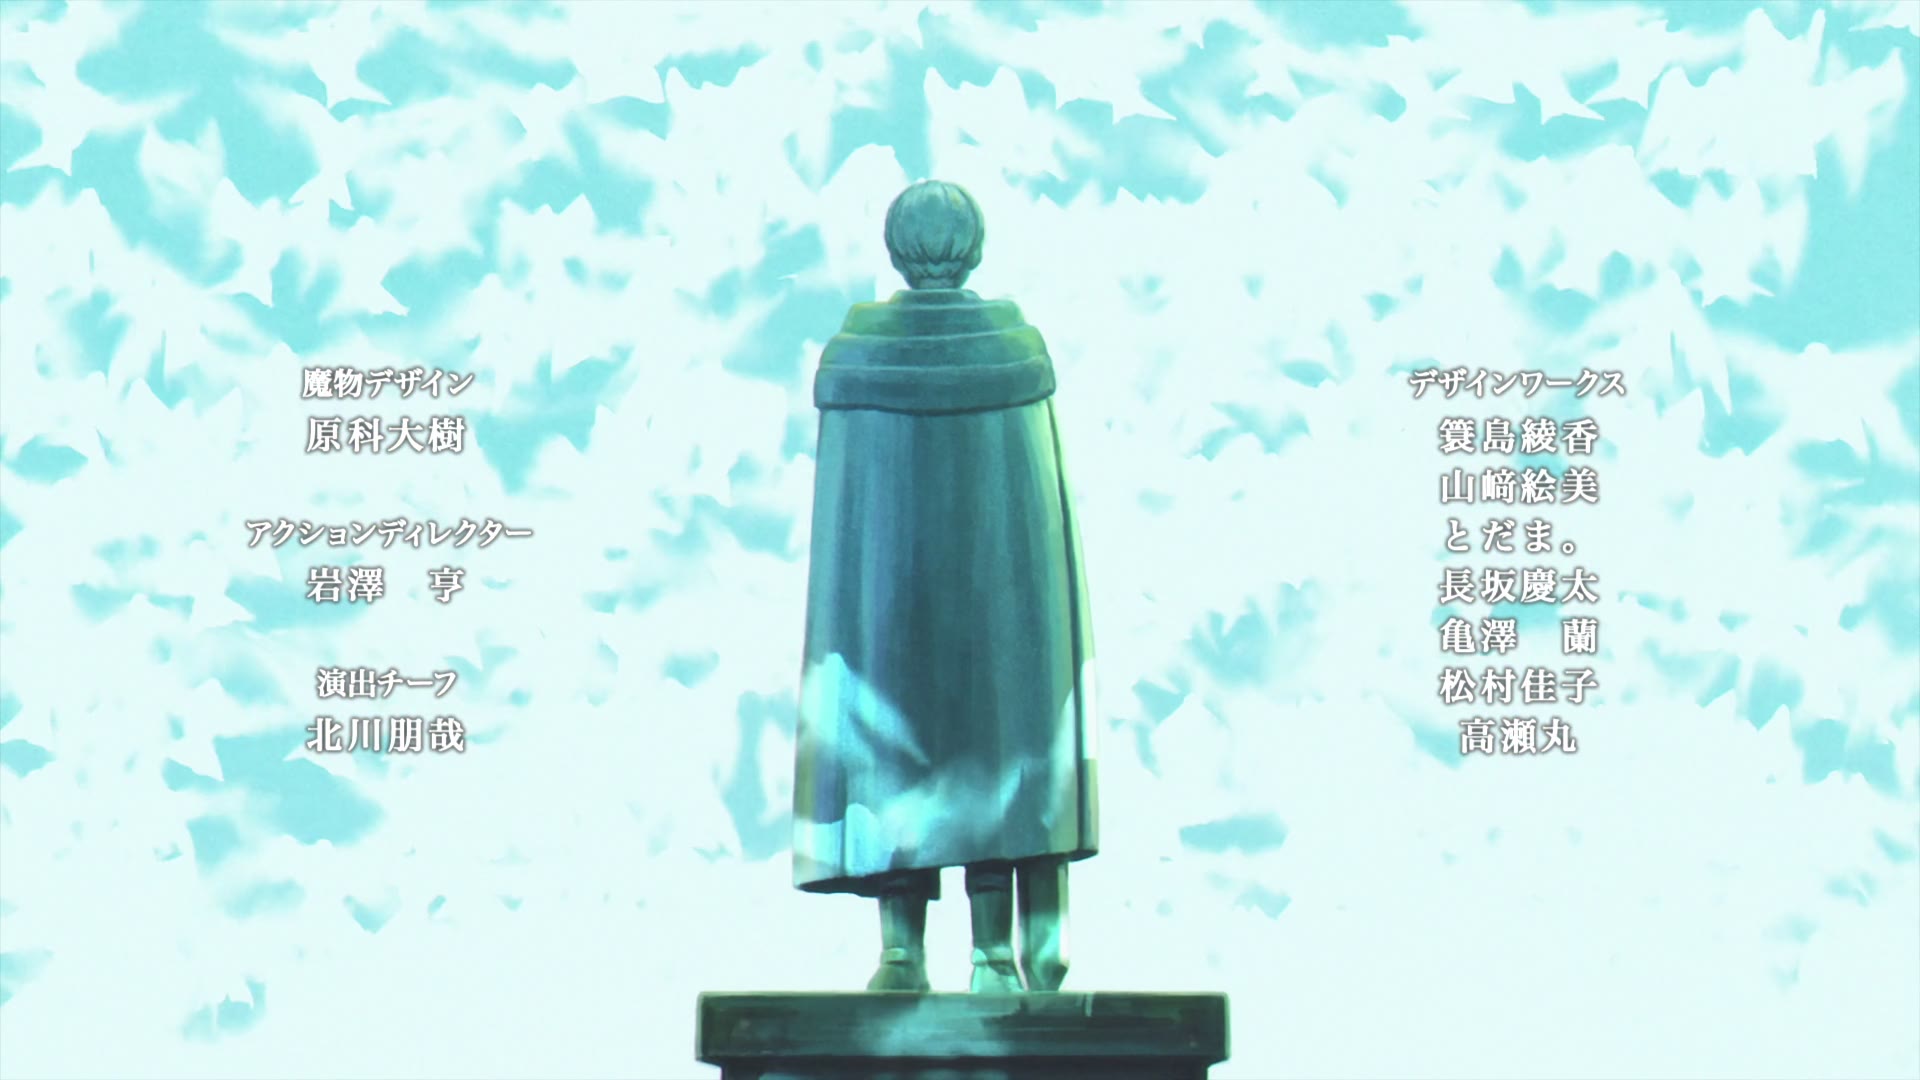 魔物デザイン
原科大樹
アクションディレクター
岩澤　亨
演出チーフ
北川朋哉
デザインワークス
簑島綾香
山﨑絵美
とだま。
長坂慶太
亀澤　蘭
松村佳子
高瀬丸